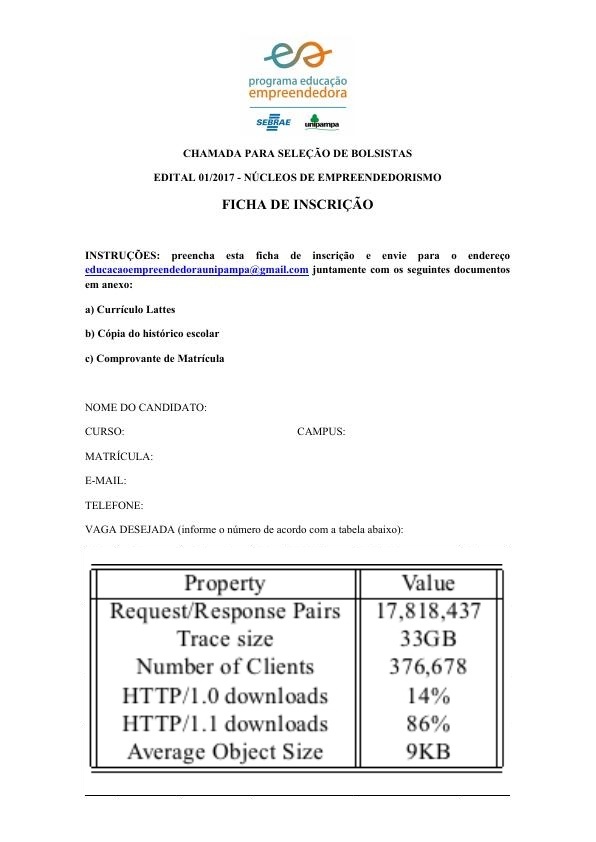 programa educação
empreendedora
SEBRAE unipampa
CHAMADA PARA SELEÇÃO DE BOLSISTAS
EDITAL 01/2017 - NÚCLEOS DE EMPREENDEDORISMO
FICHA DE INSCRIÇÃO
INSTRUÇÕES: preencha esta ficha de inscrição e envie para o endereço
educacaoempreendedoraunipampa@gmail.com juntamente com os seguintes documentos
em anexo:
a) Currículo Lattes
b) Cópia do histórico escolar
c) Comprovante de Matrícula
NOME DO CANDIDATO:
CURSO: CAMPUS:
MATRÍCULA:
E-MAIL:
TELEFONE:
VAGA DESEJADA (informe o número de acordo com a tabela abaixo):
Property Value
Request/Response Pairs 17,818,437
Trace size 33GB
Number of Clients 376,678
HTTP/1.0 downloads 14%
HTTP/1.1 downloads 86%
Average Object Size 9KB